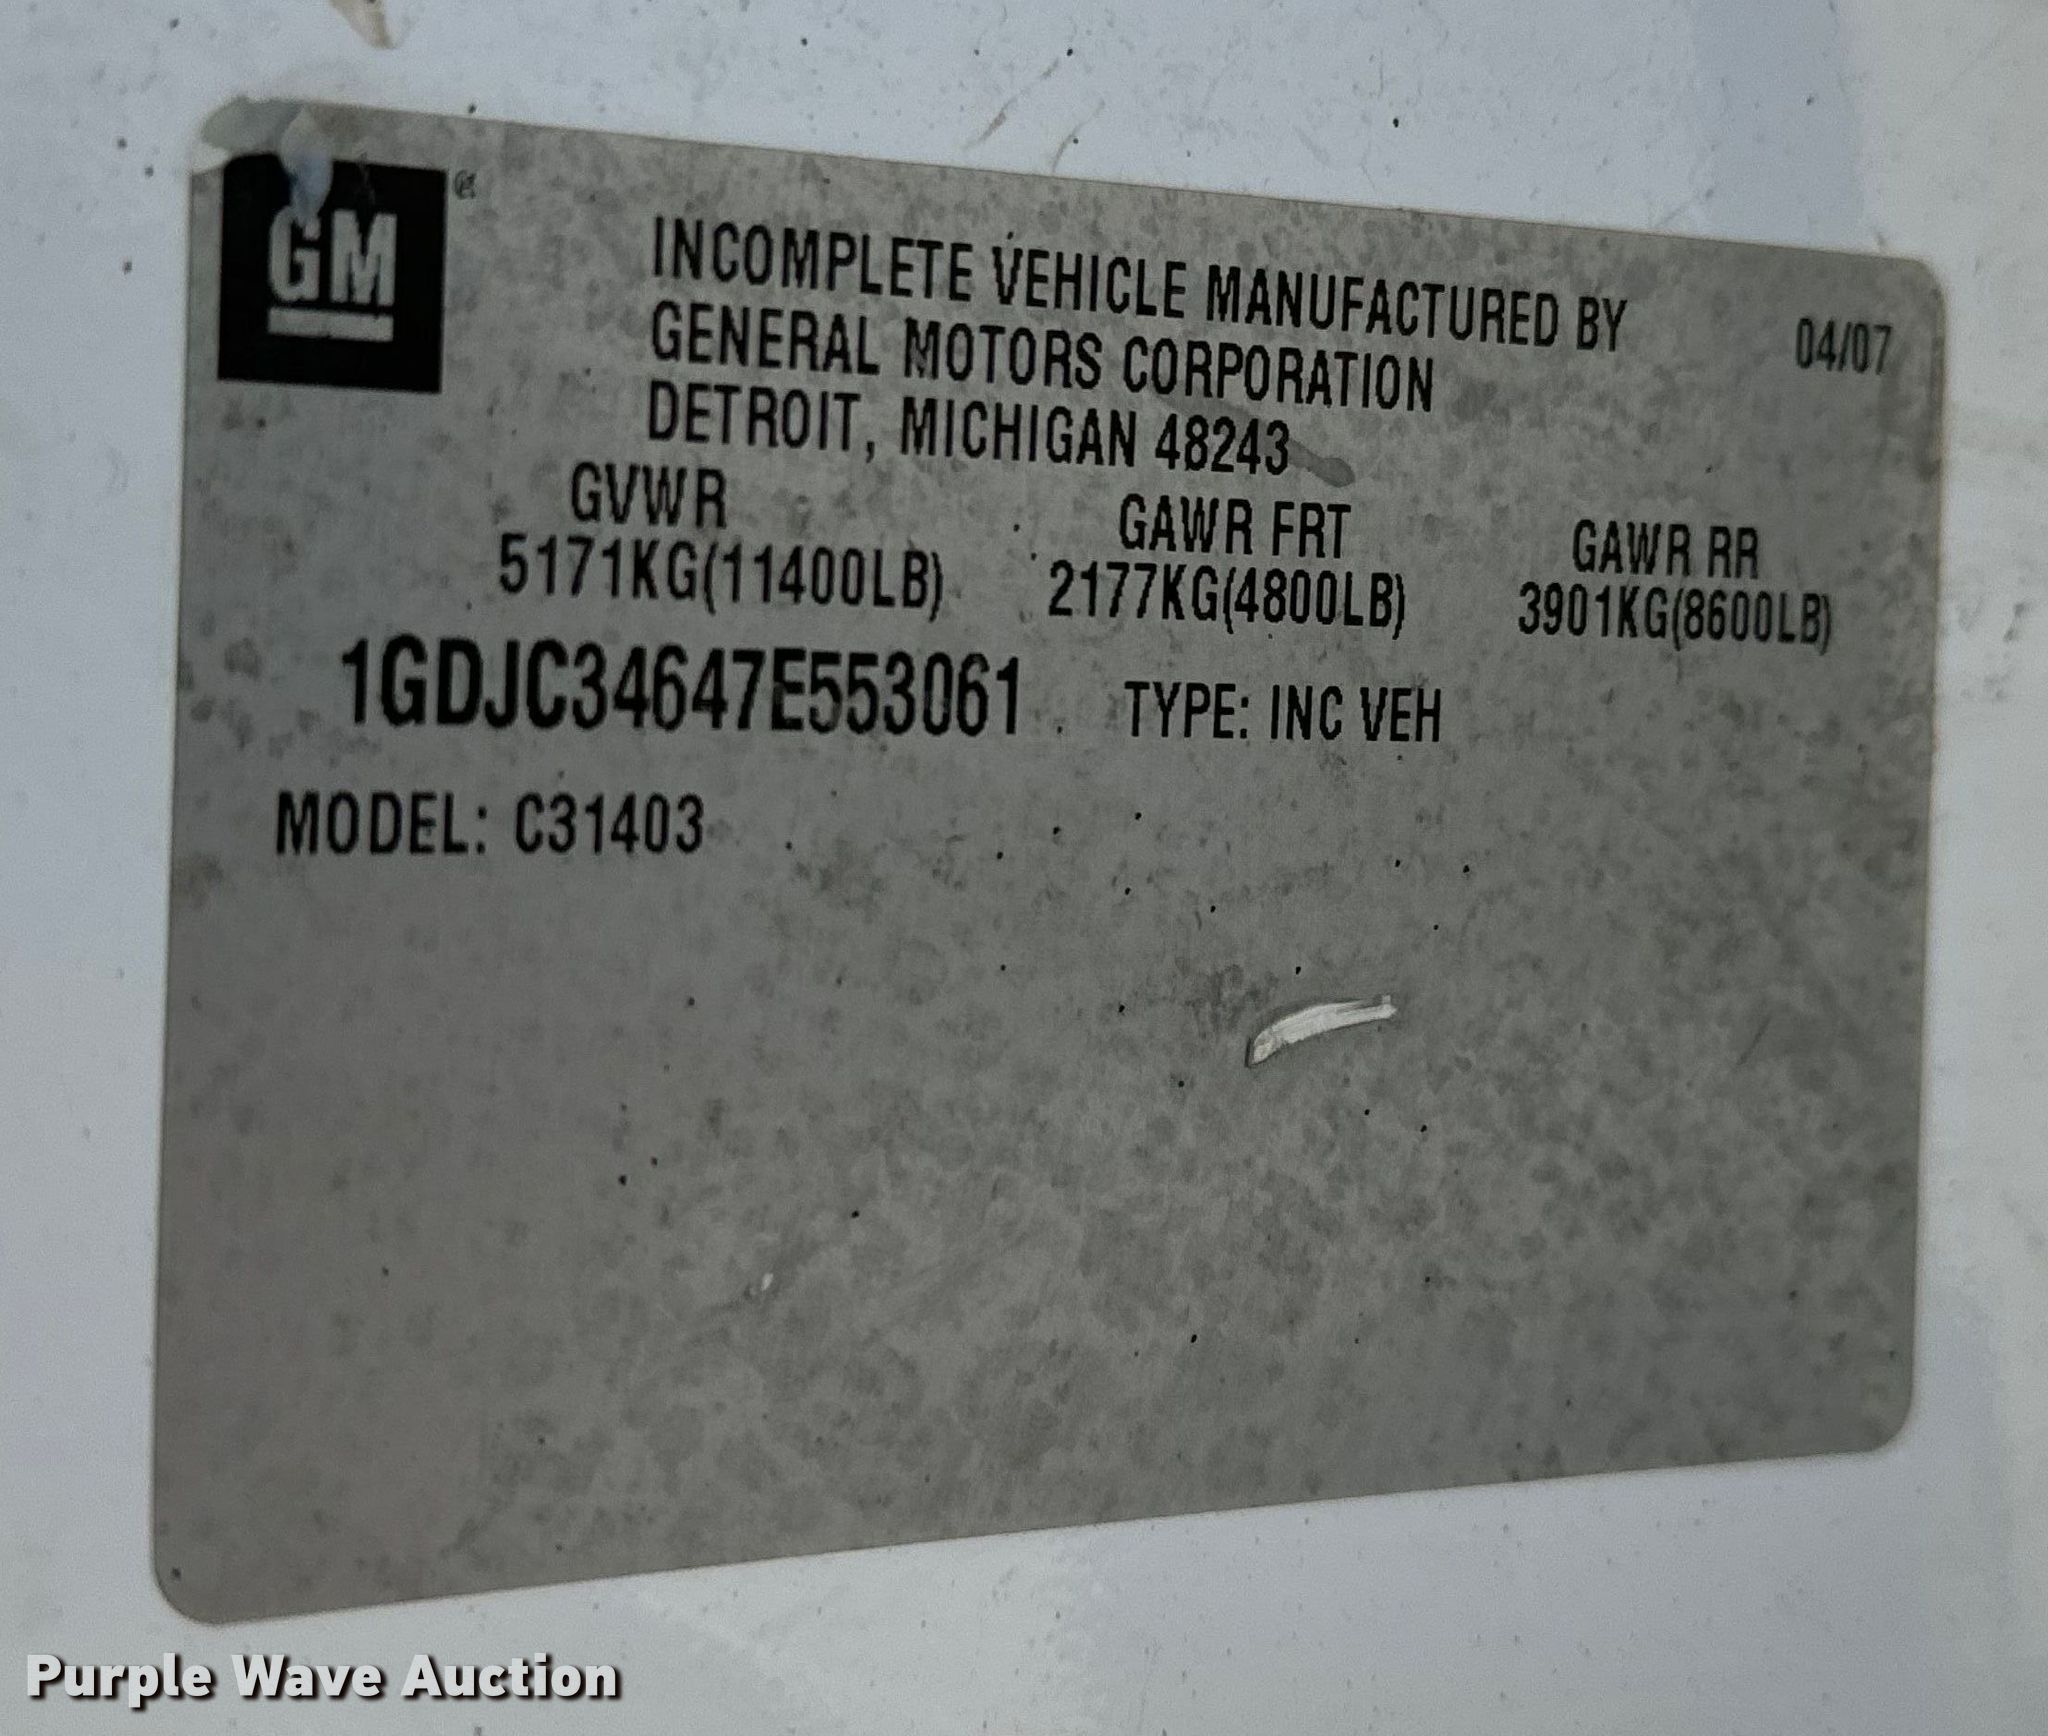 GM
INCOMPLETE VEHICLE MANUFACTURED BY 04/07
GENERAL MOTORS CORPORATION
DETROIT, MICHIGAN 48243
GVWR GAWR FRT GAWR RR
5171KG(11400LB) 2177KG(4800LB) 3901KG(8600LB)
1GDJC34647E553061 TYPE: INC VEH
MODEL: C31403
Purple Wave Auction